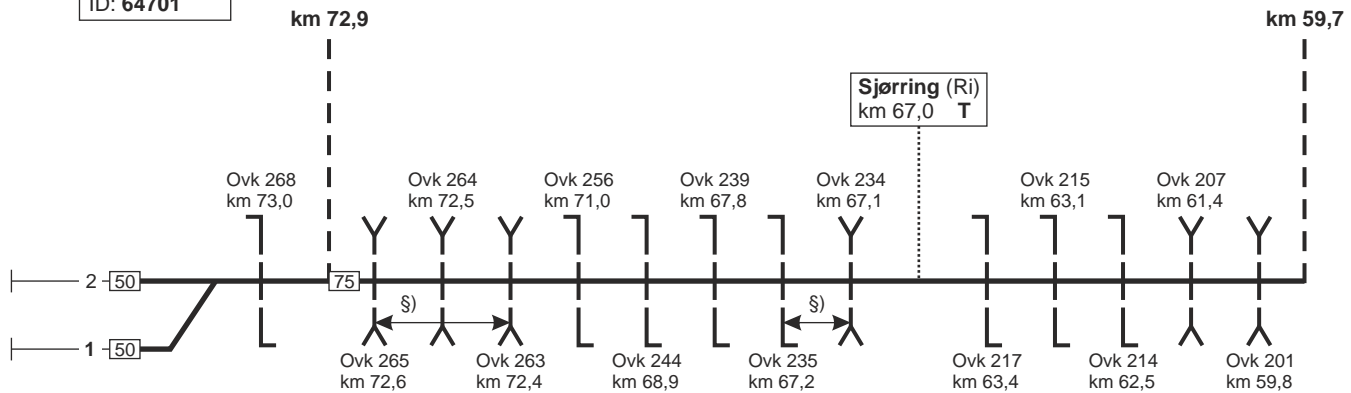 ID: 64701
km 72,9
km 59,7
Sjørring (Ri)
km 67,0 T
Ovk 268
km 73,0
Ovk 264
km 72,5
Ovk 256
km 71,0
Ovk 239
km 67,8
Ovk 234
km 67,1
Ovk 215
km 63,1
Ovk 207
km 61,4
2 50
75
§)
§)
1 50
Ovk 265
km 72,6
Ovk 263
km 72,4
Ovk 244
km 68,9
Ovk 235
km 67,2
Ovk 217
km 63,4
Ovk 214
km 62,5
Ovk 201
km 59,8